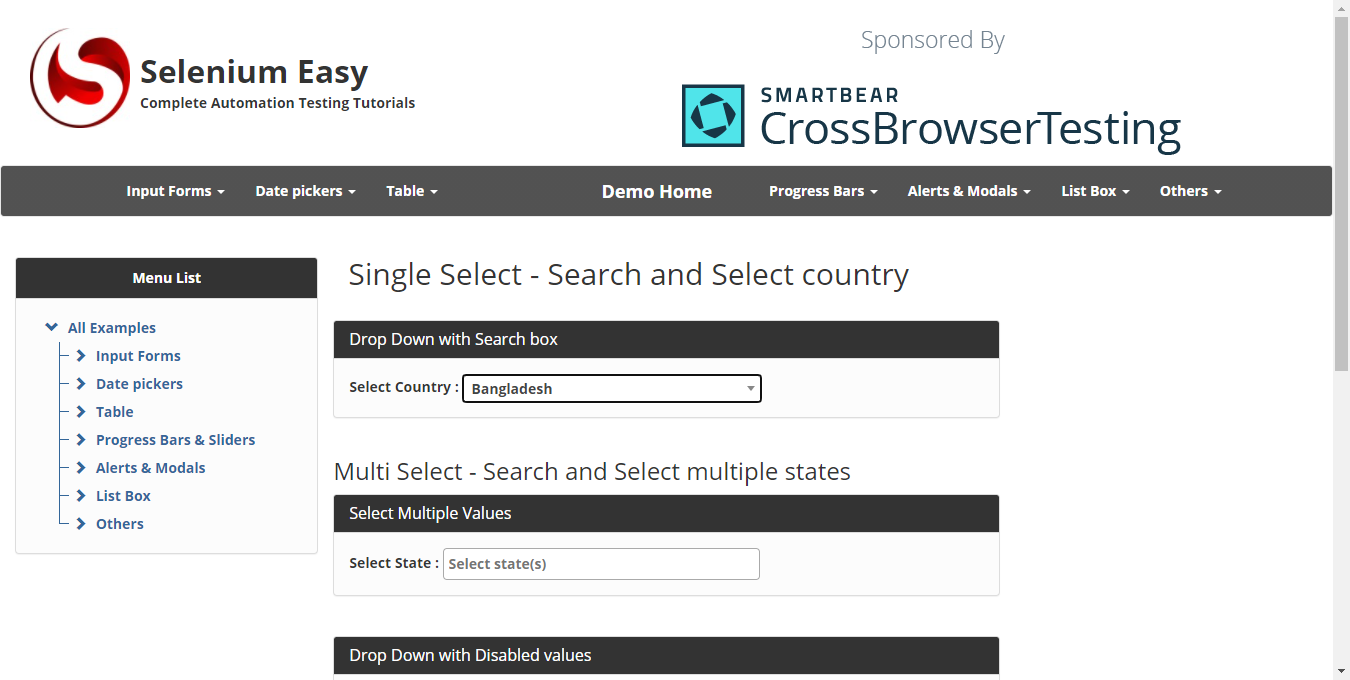 Selenium Easy
Complete Automation Testing Tutorials
Sponsored By
SMARTBEAR
CrossBrowserTesting
Input Forms Date pickers Table Demo Home Progress Bars Alerts & Modals List Box Others
Menu List
All Examples
Input Forms
Date pickers
Table
Progress Bars & Sliders
Alerts & Modals
List Box
Others
Single Select - Search and Select country
Drop Down with Search box
Select Country : Bangladesh
Multi Select - Search and Select multiple states
Select Multiple Values
Select State : Select state(s)
Drop Down with Disabled values